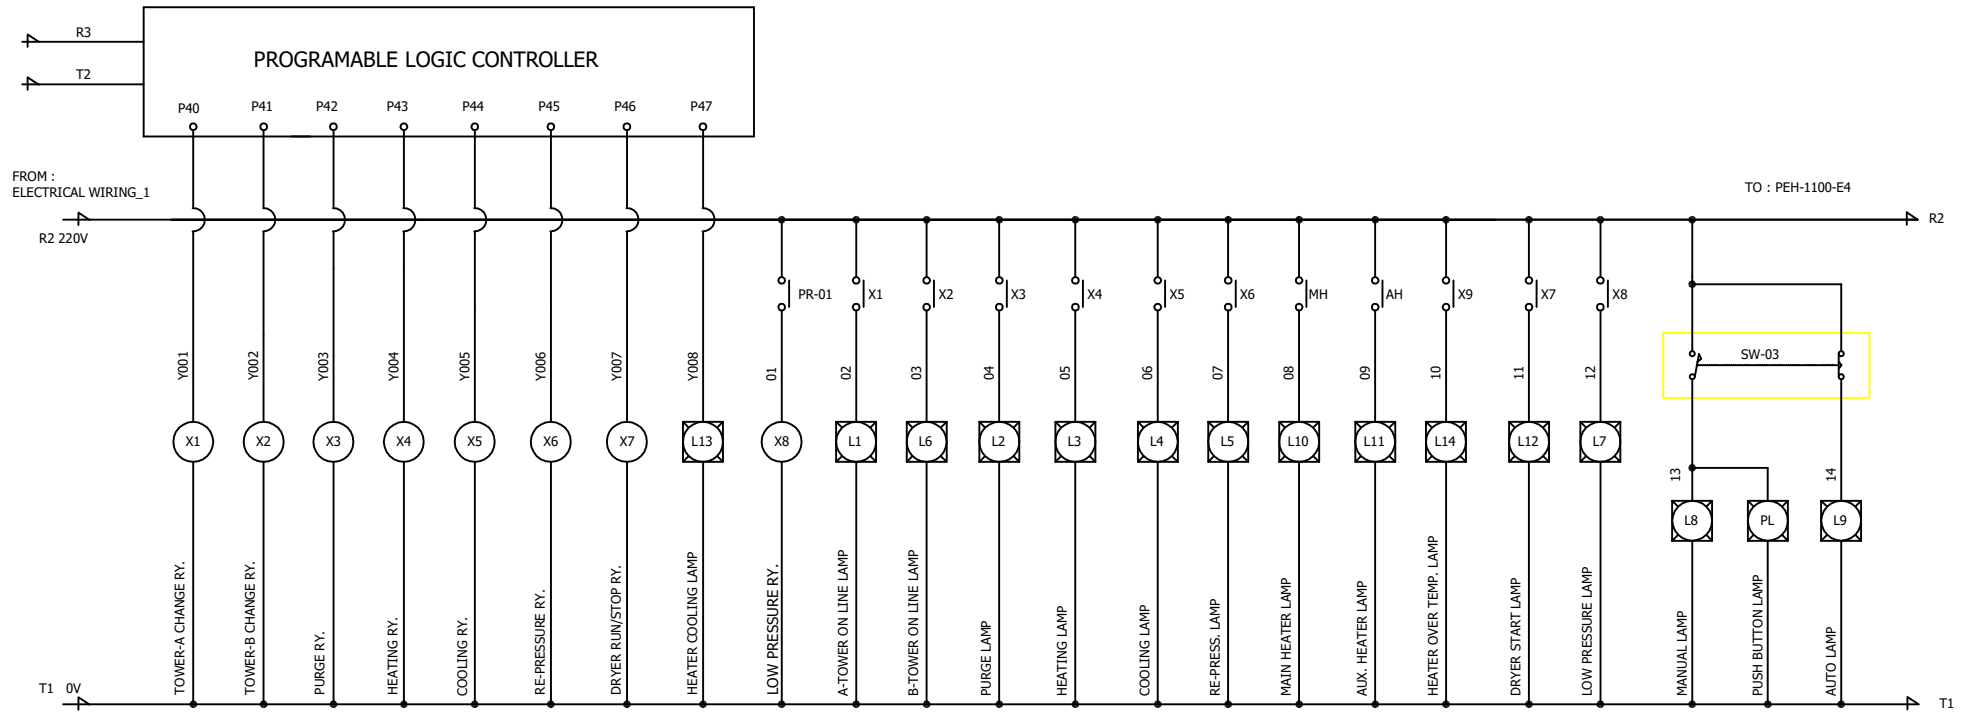 R3
PROGRAMABLE LOGIC CONTROLLER
T2
P40 P41 P42 P43 P44 P45 P46 P47
FROM :
ELECTRICAL WIRING_1
TO : PEH-1100-E4
R2 220V
R2
PR-01 X1 X2 X3 X4 X5 X6 MH AH X9 X7 X8
SW-03
Y001 Y002 Y003 Y004 Y005 Y006 Y007 Y008 01 02 03 04 05 06 07 08 09 10 11 12
X1 X2 X3 X4 X5 X6 X7 L13 X8 L1 L6 L2 L3 L4 L5 L10 L11 L14 L12 L7
13 14
L8 PL L9
TOWER-A CHANGE RY.
TOWER-B CHANGE RY.
PURGE RY.
HEATING RY.
COOLING RY.
RE-PRESSURE RY.
DRYER RUN/STOP RY.
HEATER COOLING LAMP
LOW PRESSURE RY.
A-TOWER ON LINE LAMP
B-TOWER ON LINE LAMP
PURGE LAMP
HEATING LAMP
COOLING LAMP
RE-PRESS. LAMP
MAIN HEATER LAMP
AUX. HEATER LAMP
HEATER OVER TEMP. LAMP
DRYER START LAMP
LOW PRESSURE LAMP
MANUAL LAMP
PUSH BUTTON LAMP
AUTO LAMP
T1 0V
T1